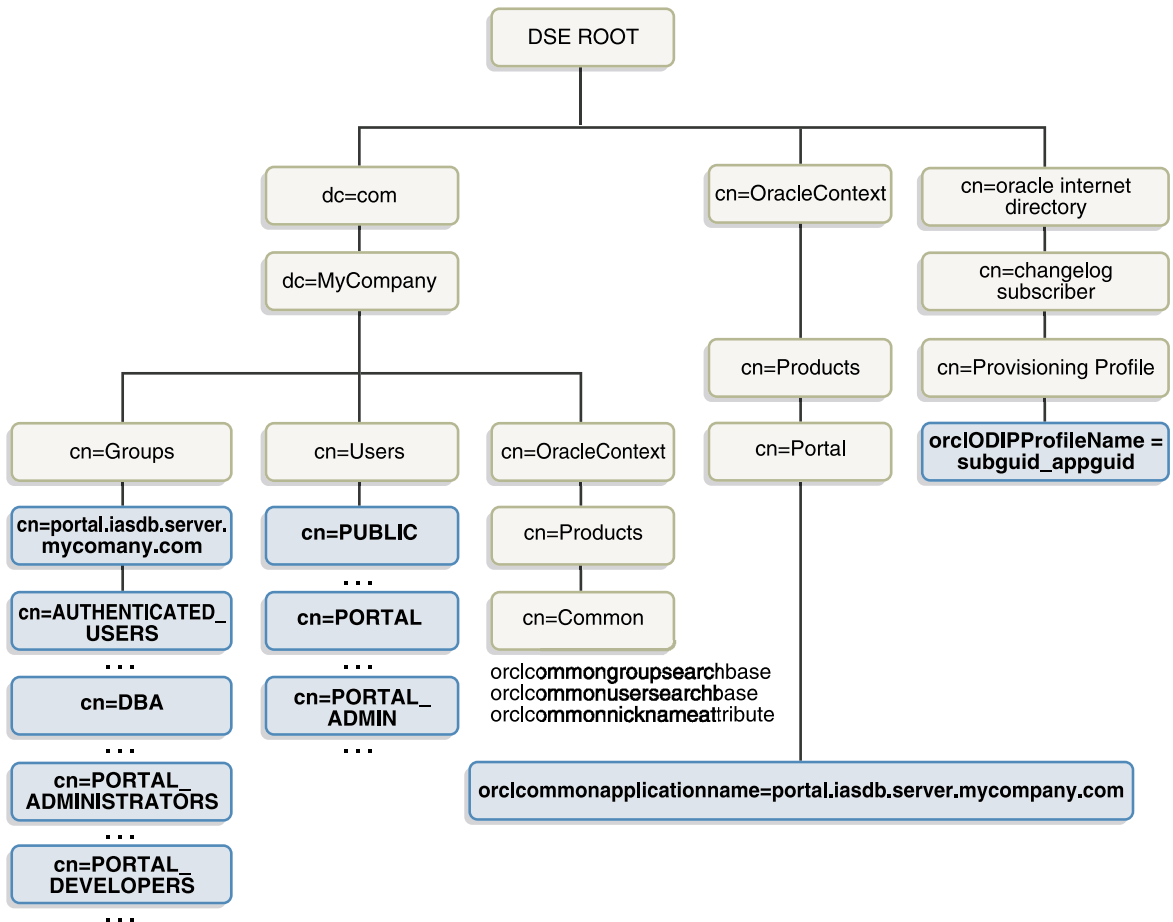 DSE ROOT
dc=com
cn=OracleContext
cn=oracle internet
directory
dc=MyCompany
cn=changelog
subscriber
cn=Products
cn=Provisioning Profile
cn=Groups
cn=Users
cn=OracleContext
cn=Portal
orclODIPProfileName =
subguid_appguid
cn=portal.iasdb.server.
mycomany.com
cn=PUBLIC
...
cn=Products
cn=AUTHENTICATED_
USERS
...
cn=PORTAL
...
cn=Common
orclcommongroupsearchbase
orclcommonusersearchbase
orclcommonnicknameattribute
cn=DBA
...
cn=PORTAL_
ADMIN
...
cn=PORTAL_
ADMINISTRATORS
...
orclcommonapplicationname=portal.iasdb.server.mycompany.com
cn=PORTAL_
DEVELOPERS
...